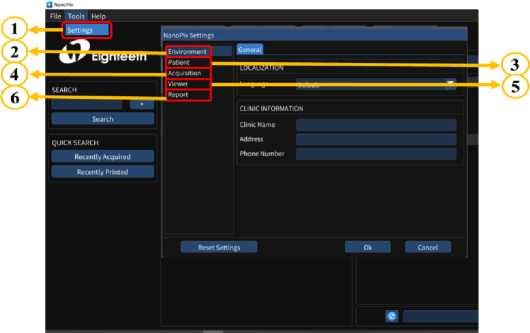 NanoPix
File Tools Help
1
Settings
NanoPix Settings
2
Environment
General
Eighteeth
Patient
3
LOCALIZATION
4
Acquisition
Viewer
Default
5
6
Report
SEARCH
CLINIC INFORMATION
+
Search
Clinic Name
Address
QUICK SEARCH
Phone Number
Recently Acquired
Recently Printed
Reset Settings
Ok
Cancel